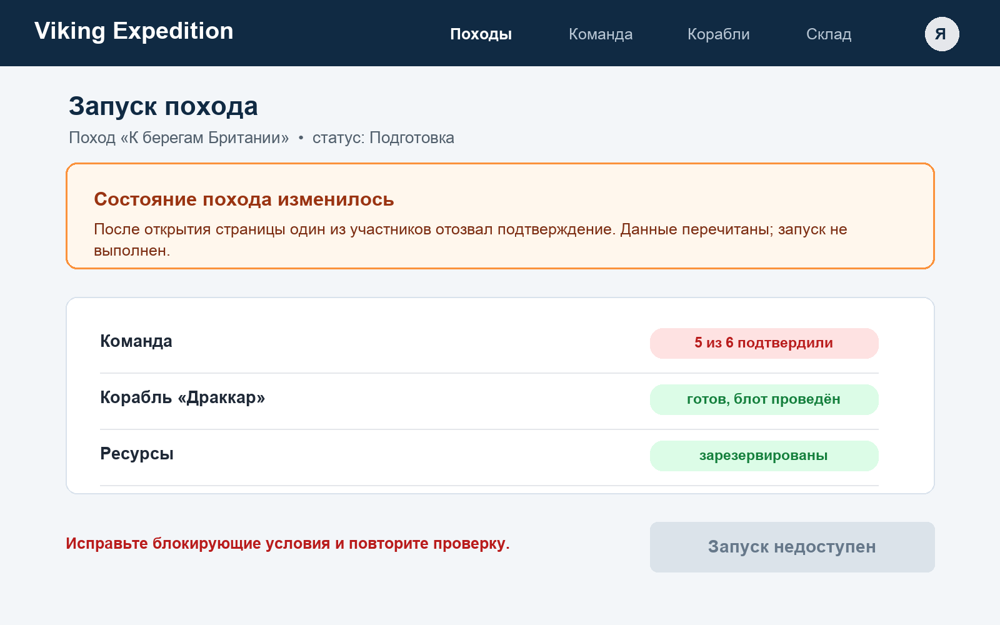 Viking Expedition
Походы
Команда
Корабли
Склад
Я
Запуск похода
Поход «К берегам Британии» • статус: Подготовка
Состояние похода изменилось
После открытия страницы один из участников отозвал подтверждение. Данные перечитаны; запуск не
выполнен.
Команда
5 из 6 подтвердили
Корабль «Драккар»
готов, блот проведён
Ресурсы
зарезервированы
Исправьте блокирующие условия и повторите проверку.
Запуск недоступен